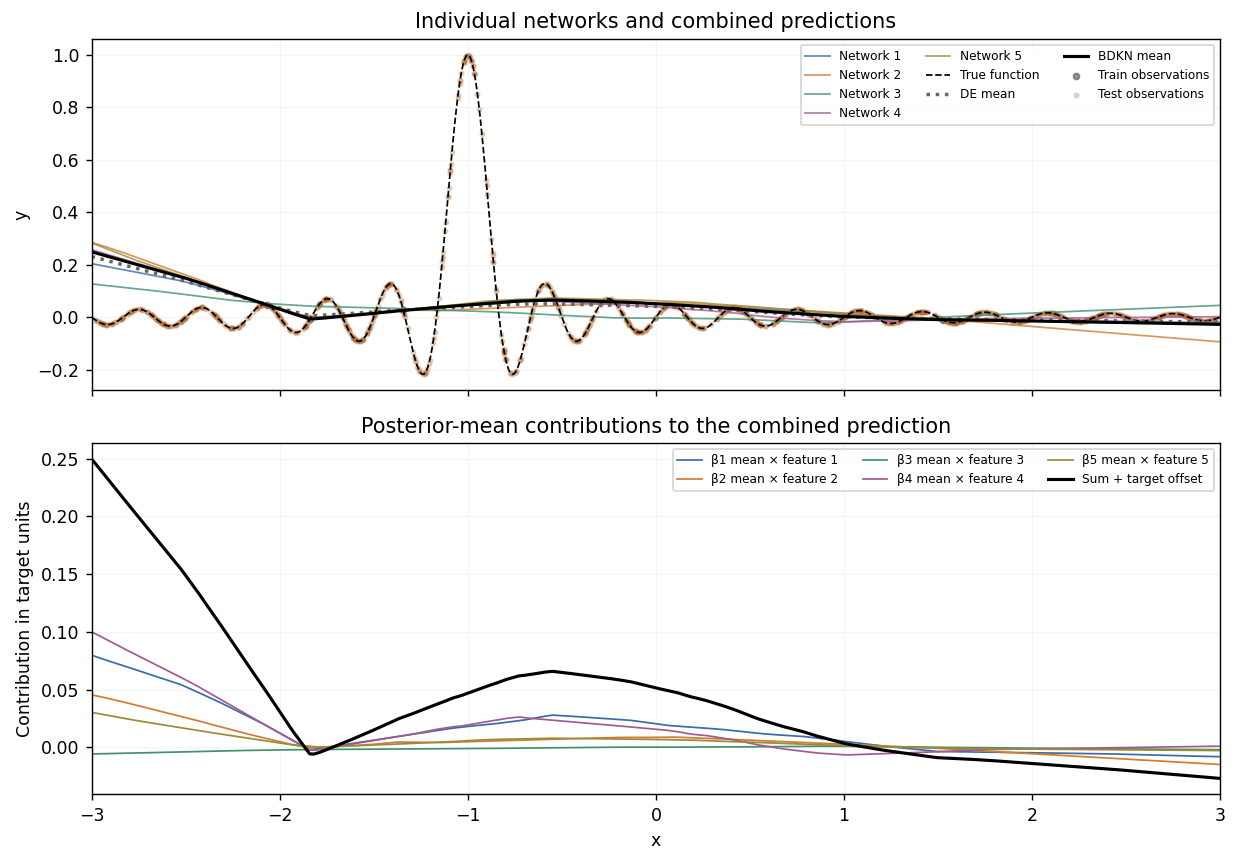 Individual networks and combined predictions
Network 1
Network 2
Network 3
Network 4
Network 5
True function
DE mean
BDKN mean
Train observations
Test observations
1.0
0.8
0.6
0.4
0.2
0.0
−0.2
y
Posterior-mean contributions to the combined prediction
β1 mean × feature 1
β2 mean × feature 2
β3 mean × feature 3
β4 mean × feature 4
β5 mean × feature 5
Sum + target offset
0.25
0.20
0.15
0.10
0.05
0.00
Contribution in target units
−3
−2
−1
0
1
2
3
x